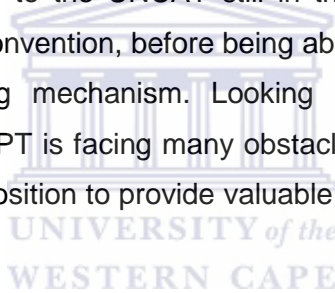 to the UNCAT still in th
onvention, before being ab
g mechanism. Looking
PT is facing many obstacl
osition to provide valuable
UNIVERSITY of the
WESTERN CAPE